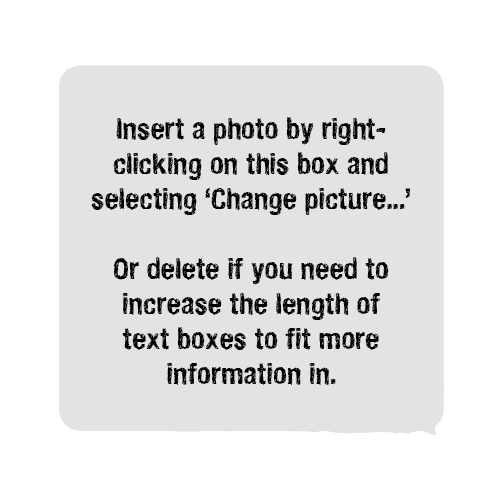 Insert a photo by right-
clicking on this box and
selecting ‘Change picture...’
Or delete if you need to
increase the length of
text boxes to fit more
information in.